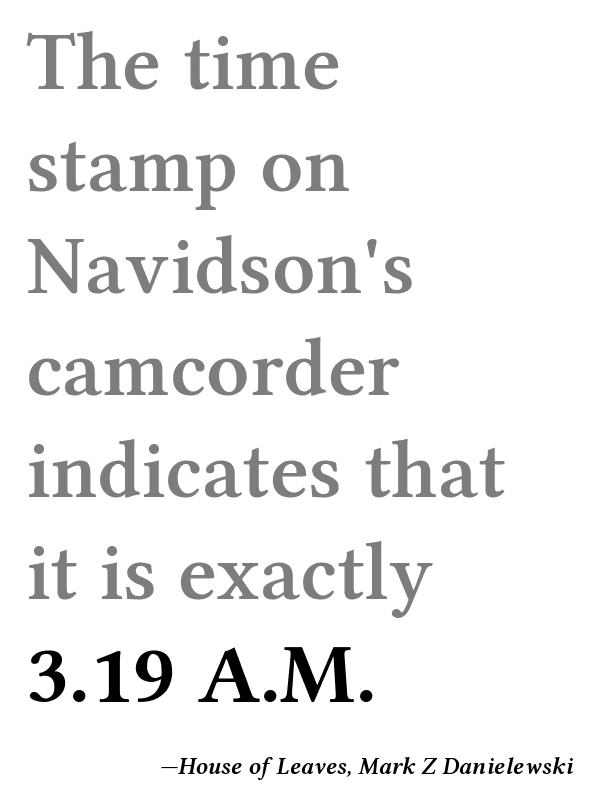 The time
stamp on
Navidson's
camcorder
indicates that
it is exactly
3.19 A.M.
—House of Leaves, Mark Z Danielewski